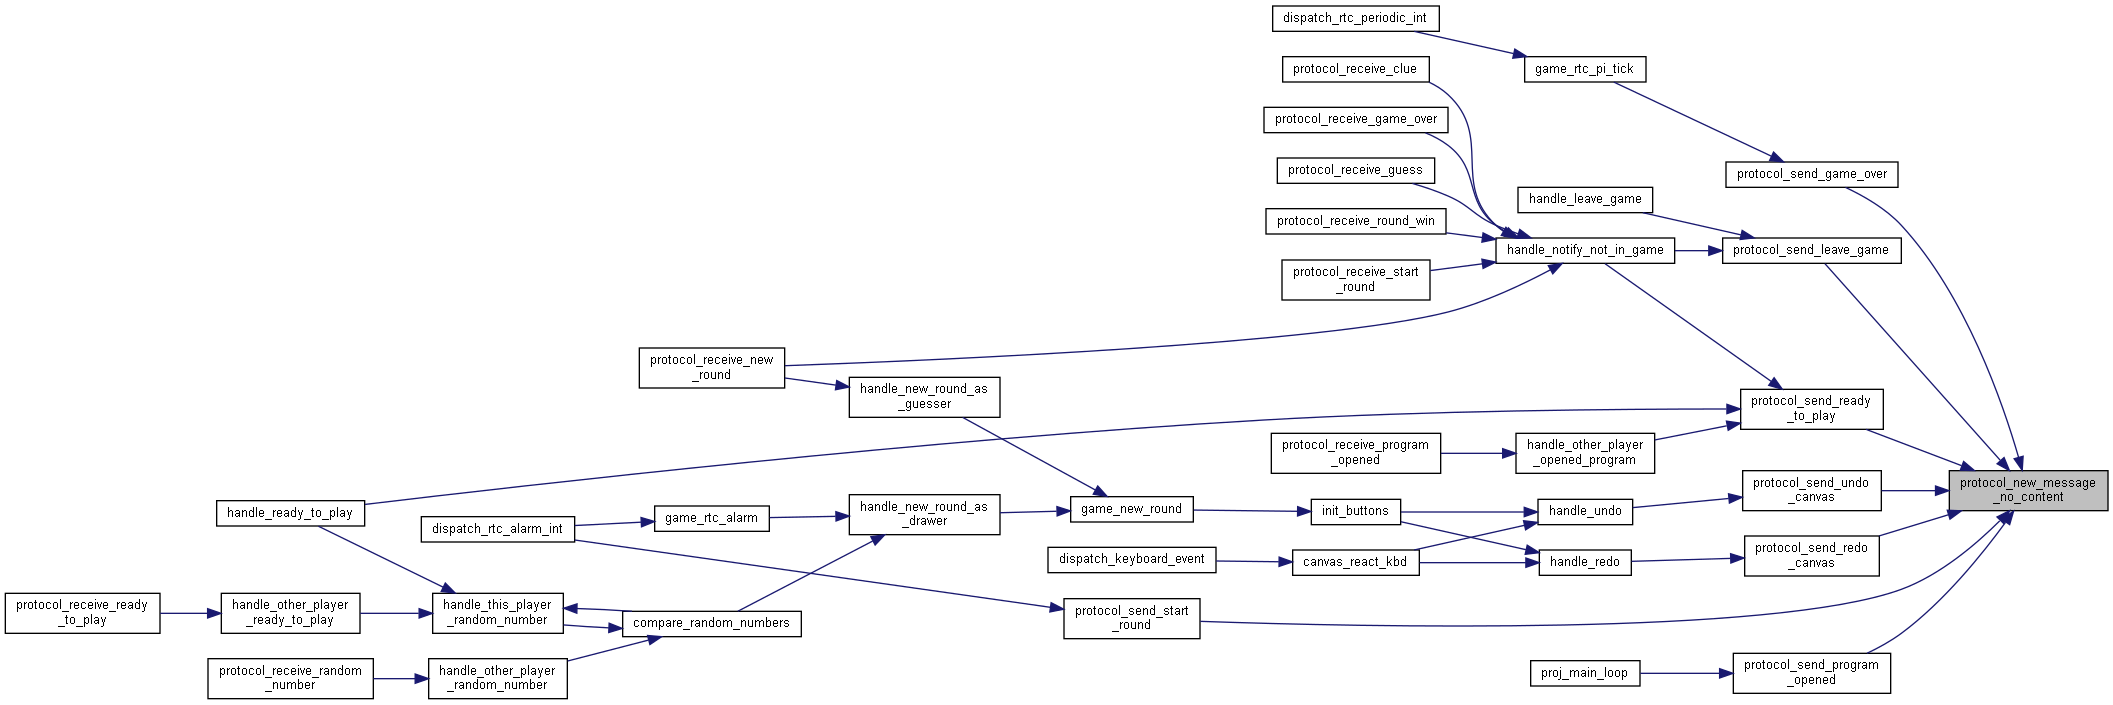 dispatch_rtc_periodic_int
game_rtc_pi_tick
protocol_receive_clue
protocol_receive_game_over
protocol_receive_guess
protocol_send_game_over
handle_leave_game
protocol_receive_round_win
handle_notify_not_in_game
protocol_send_leave_game
protocol_receive_start
_round
protocol_receive_new
_round
handle_new_round_as
_guesser
protocol_send_ready
_to_play
protocol_receive_program
_opened
handle_other_player
_opened_program
protocol_new_message
_no_content
protocol_send_undo
_canvas
handle_ready_to_play
dispatch_rtc_alarm_int
game_rtc_alarm
handle_new_round_as
_drawer
game_new_round
init_buttons
handle_undo
dispatch_keyboard_event
canvas_react_kbd
handle_redo
protocol_send_redo
_canvas
protocol_receive_ready
_to_play
handle_other_player
_ready_to_play
handle_this_player
_random_number
compare_random_numbers
protocol_send_start
_round
protocol_receive_random
_number
handle_other_player
_random_number
proj_main_loop
protocol_send_program
_opened